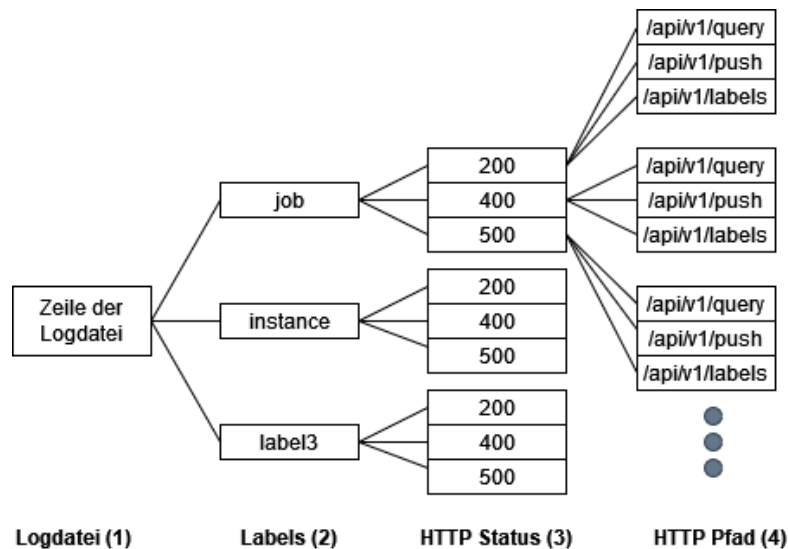 Zeile der
Logdatei
job
instance
label3
200
400
500
200
400
500
200
400
500
/api/v1/query
/api/v1/push
/api/v1/labels
/api/v1/query
/api/v1/push
/api/v1/labels
/api/v1/query
/api/v1/push
/api/v1/labels
Logdatei (1) Labels (2) HTTP Status (3) HTTP Pfad (4)